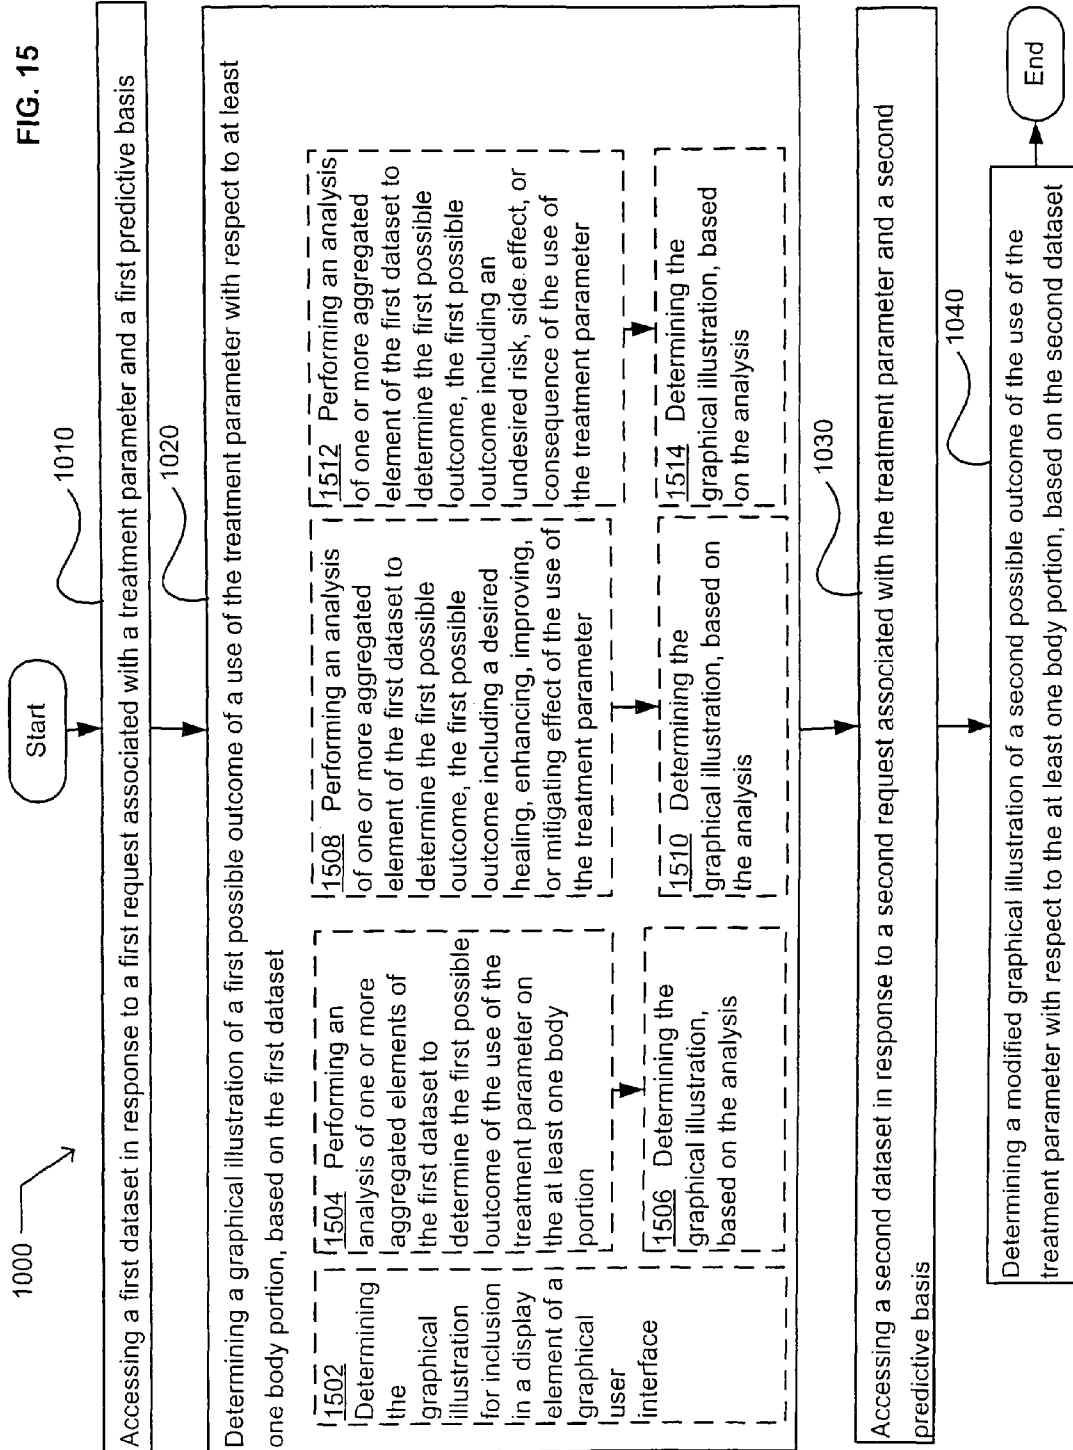 FIG. 15
1000
Start
1010
Accessing a first dataset in response to a first request associated with a treatment parameter and a first predictive basis
1020
Determining a graphical illustration of a first possible outcome of a use of the treatment parameter with respect to at least
one body portion, based on the first dataset
1502
Determining
the
graphical
illustration
for inclusion
in a display
element of a
graphical
user
interface
1504 Performing an
analysis of one or more
aggregated elements of
the first dataset to
determine the first possible
outcome of the use of the
treatment parameter on
the at least one body
portion
1506 Determining the
graphical illustration,
based on the analysis
1508 Performing an analysis
of one or more aggregated
element of the first dataset to
determine the first possible
outcome, the first possible
outcome including a desired
healing, enhancing, improving,
or mitigating effect of the use of
the treatment parameter
1510 Determining the
graphical illustration, based on
the analysis
1512 Performing an analysis
of one or more aggregated
element of the first dataset to
determine the first possible
outcome, the first possible
outcome including an
undesired risk, side effect, or
consequence of the use of
the treatment parameter
1514 Determining the
graphical illustration, based
on the analysis
1030
Accessing a second dataset in response to a second request associated with the treatment parameter and a second
predictive basis
1040
Determining a modified graphical illustration of a second possible outcome of the use of the
treatment parameter with respect to the at least one body portion, based on the second dataset
End